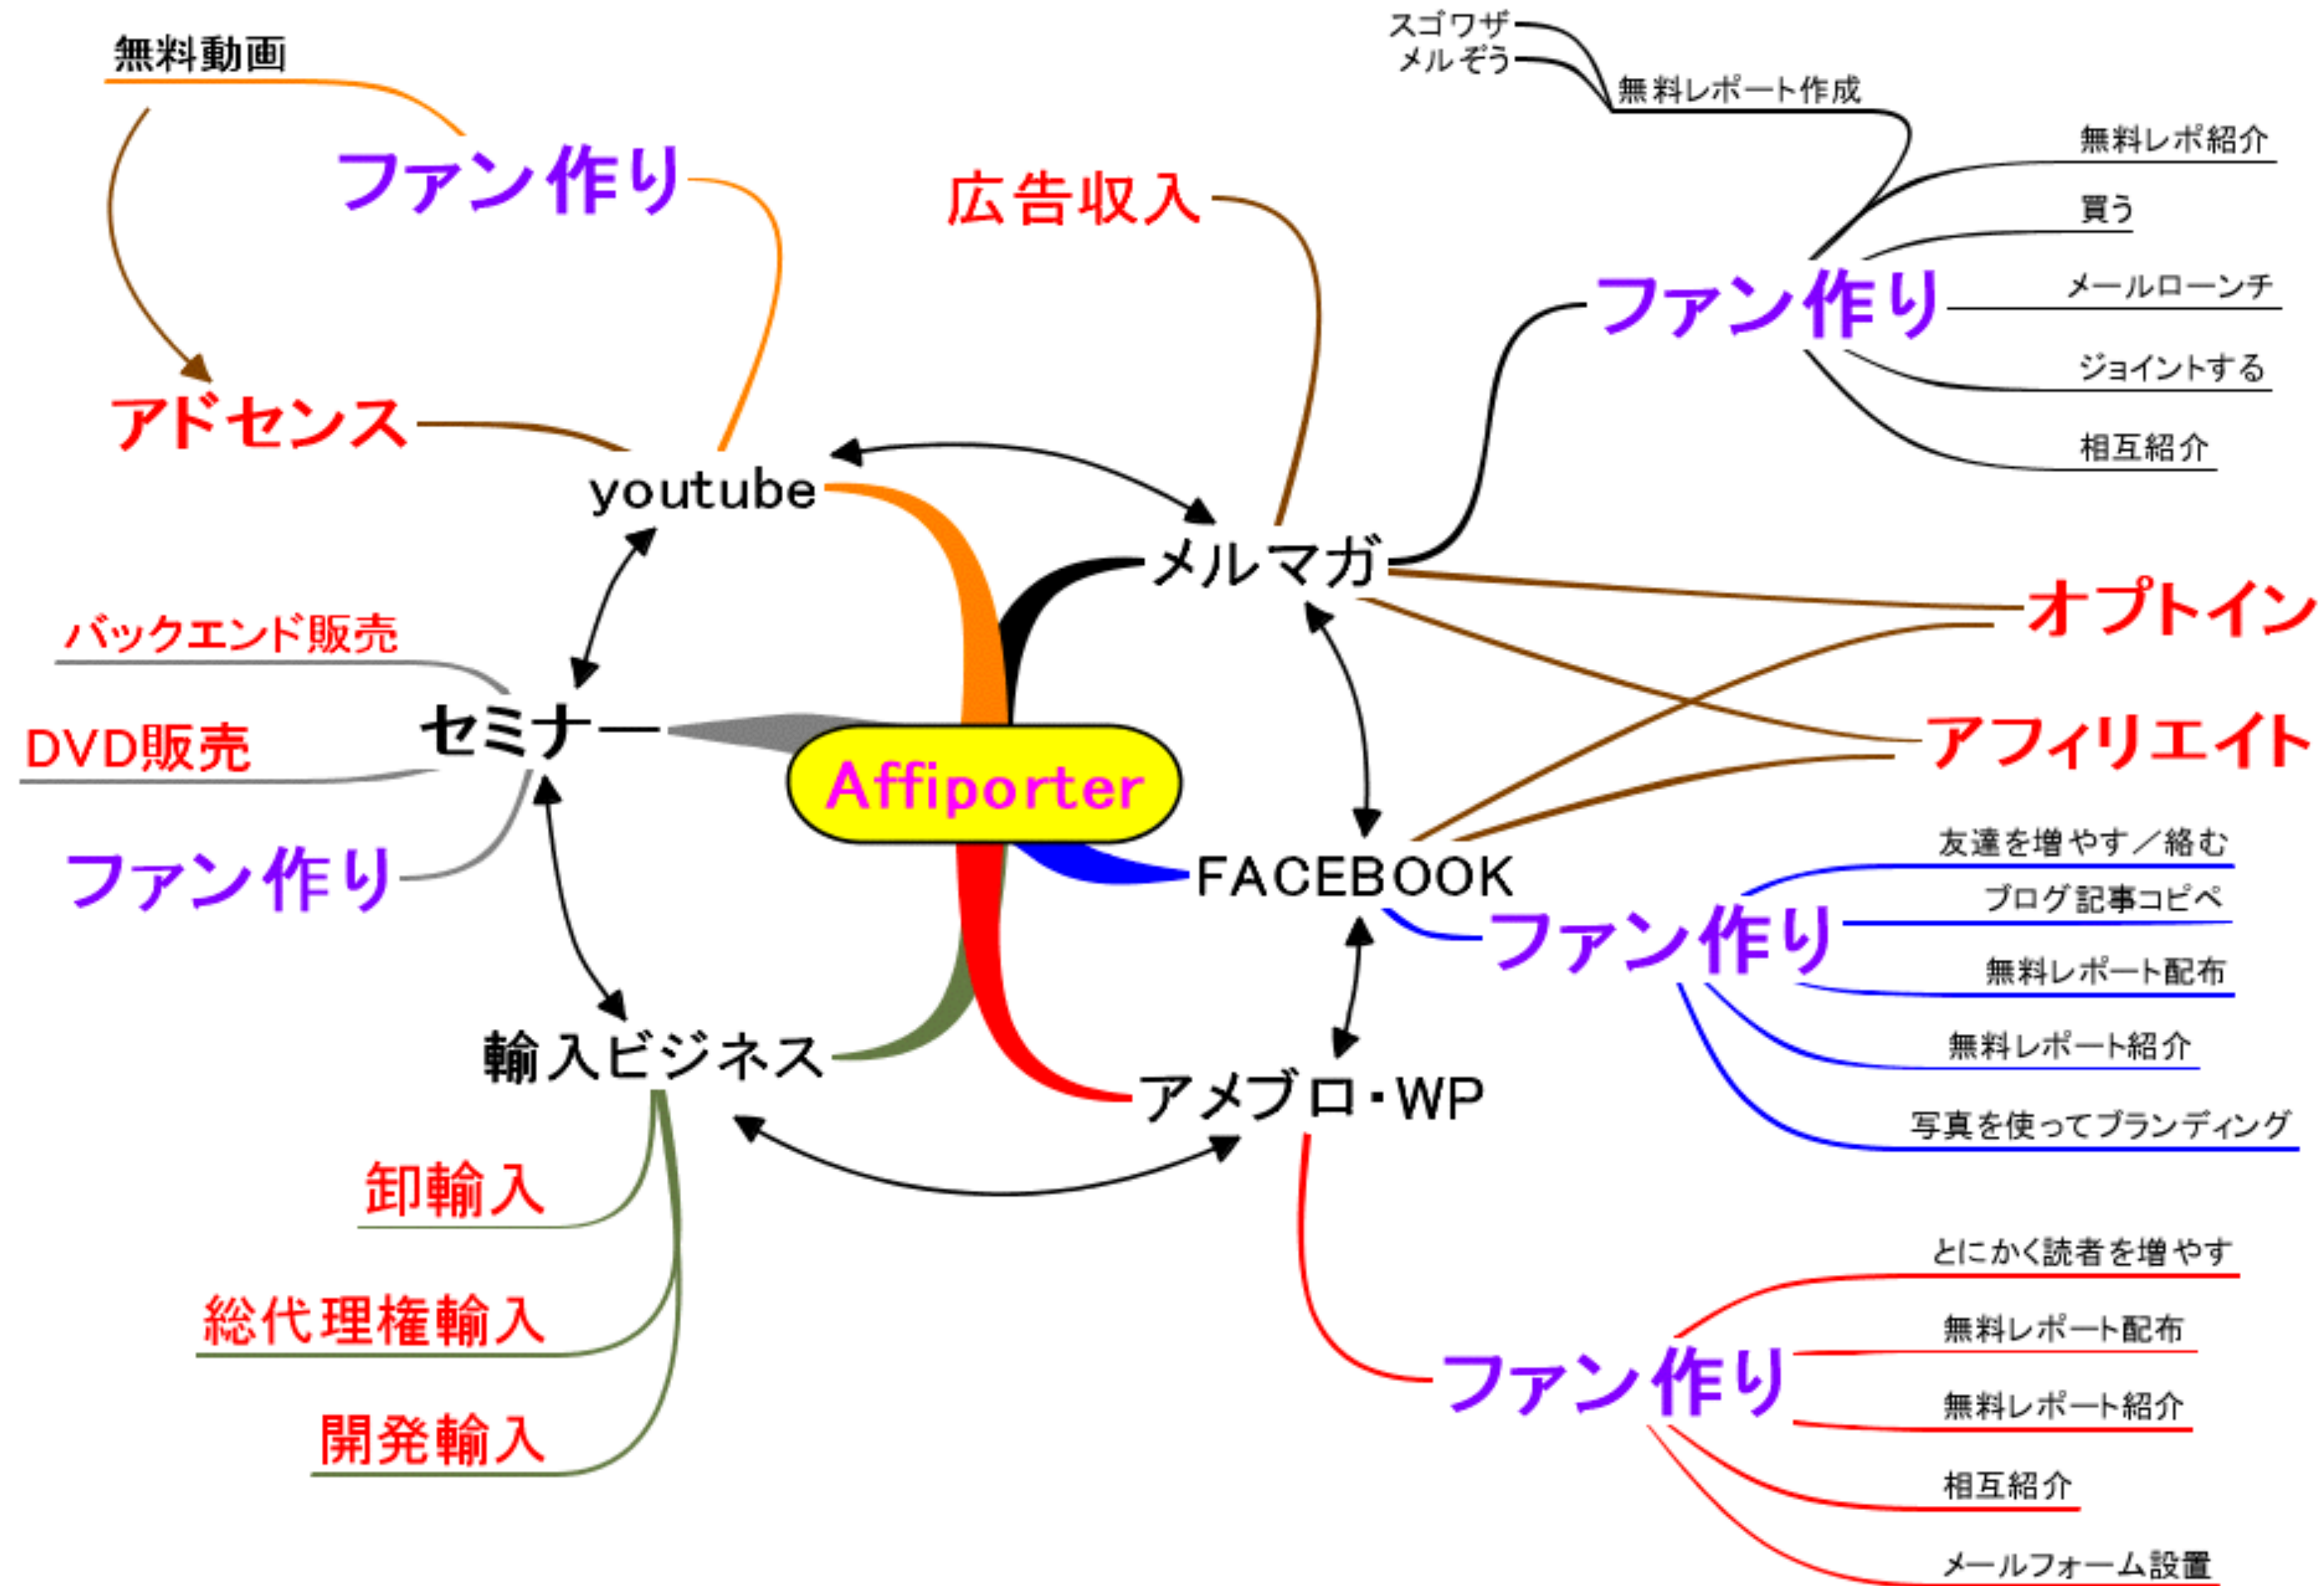 スゴワザ
メルぞう
無料動画
無料レポート作成
無料レポ紹介
ファン作り
広告収入
買う
メールローンチ
ファン作り
ジョイントする
アドセンス
相互紹介
youtube
メルマガ
オプトイン
バックエンド販売
セミナー
アフィリエイト
DVD販売
Affiporter
友達を増やす／絡む
FACEBOOK
ファン作り
ブログ記事コピペ
ファン作り
無料レポート配布
無料レポート紹介
輸入ビジネス
アメブロ・WP
写真を使ってブランディング
卸輸入
とにかく読者を増やす
総代理権輸入
無料レポート配布
ファン作り
無料レポート紹介
開発輸入
相互紹介
メールフォーム設置